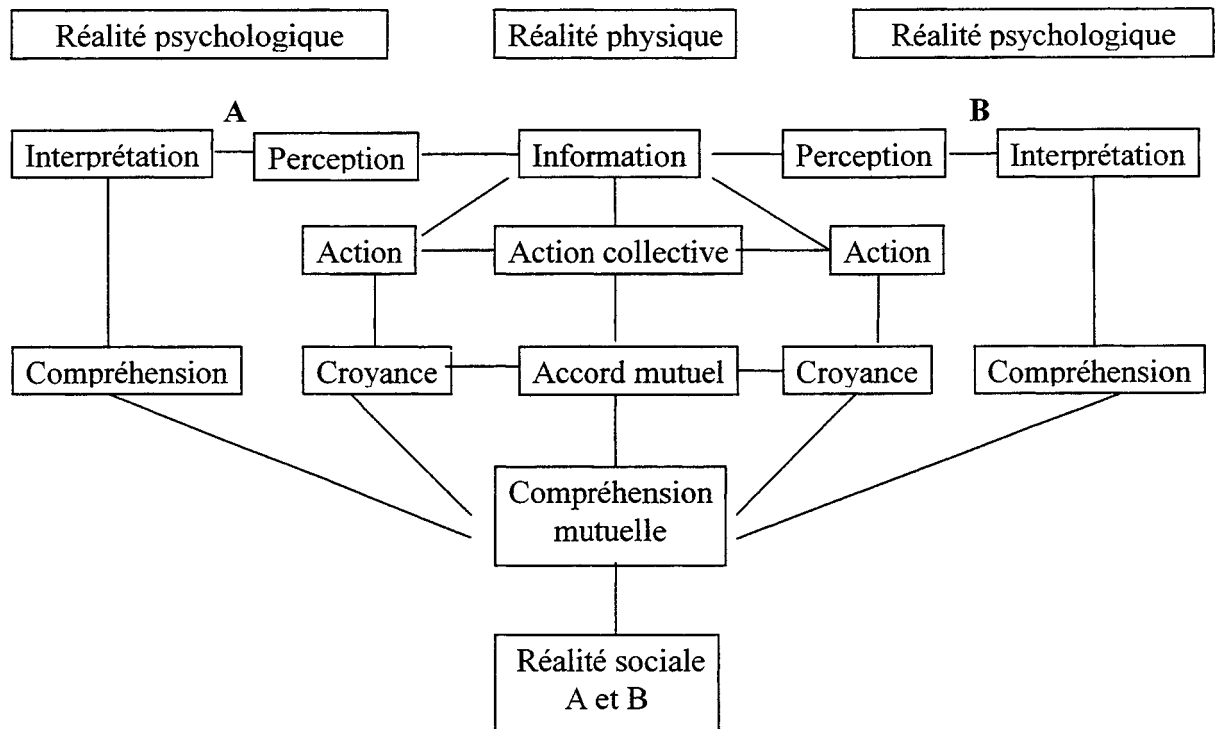 Réalité psychologique Réalité physique Réalité psychologique
A B
Interprétation Perception Information Perception Interprétation
Action Action collective Action
Compréhension Croyance Accord mutuel Croyance Compréhension
Compréhension
mutuelle
Réalité sociale
A et B